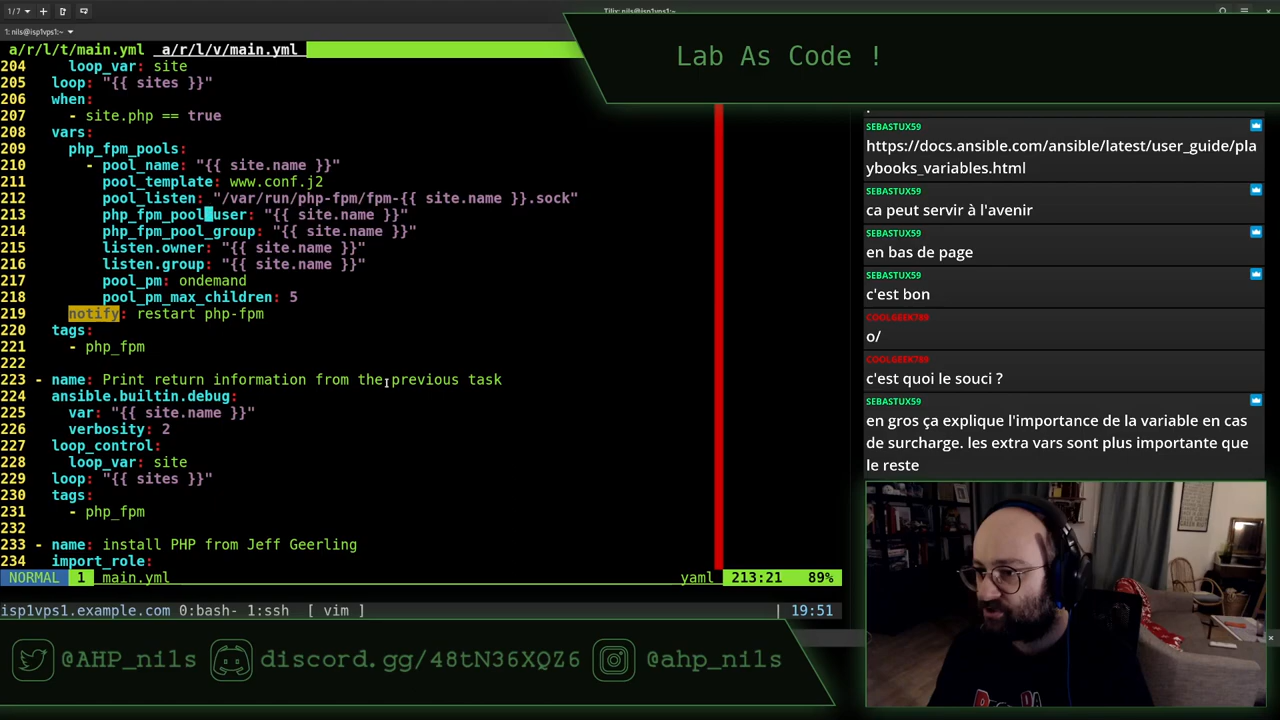 1/7
Tilix: nils@isp1vps1:~
1: nils@isp1vps1:~
a/r/l/t/main.yml a/r/l/v/main.yml
Lab As Code !
204 loop_var: site
205 loop: "{{ sites }}"
206 when:
207 - site.php == true
208 vars:
209 php_fpm_pools:
210 - pool_name: "{{ site.name }}"
211 pool_template: www.conf.j2
212 pool_listen: "/var/run/php-fpm/fpm-{{ site.name }}.sock"
213 php_fpm_pool_user: "{{ site.name }}"
214 php_fpm_pool_group: "{{ site.name }}"
215 listen.owner: "{{ site.name }}"
216 listen.group: "{{ site.name }}"
217 pool_pm: ondemand
218 pool_pm_max_children: 5
219 notify: restart php-fpm
220 tags:
221 - php_fpm
222
223 - name: Print return information from the previous task
224 ansible.builtin.debug:
225 var: "{{ site.name }}"
226 verbosity: 2
227 loop_control:
228 loop_var: site
229 loop: "{{ sites }}"
230 tags:
231 - php_fpm
232
233 - name: install PHP from Jeff Geerling
234 import_role:
NORMAL 1 main.yml yaml 213:21 89%
isp1vps1.example.com 0:bash- 1:ssh [ vim ] | 19:51
SEBASTUX59
https://docs.ansible.com/ansible/latest/user_guide/pla
ybooks_variables.html
SEBASTUX59
ca peut servir à l'avenir
SEBASTUX59
en bas de page
SEBASTUX59
c'est bon
COOLGEEK789
o/
COOLGEEK789
c'est quoi le souci ?
SEBASTUX59
en gros ça explique l'importance de la variable en cas
de surcharge. les extra vars sont plus importante que
le reste
@AHP_nils discord.gg/48tN36XQZ6 @ahp_nils